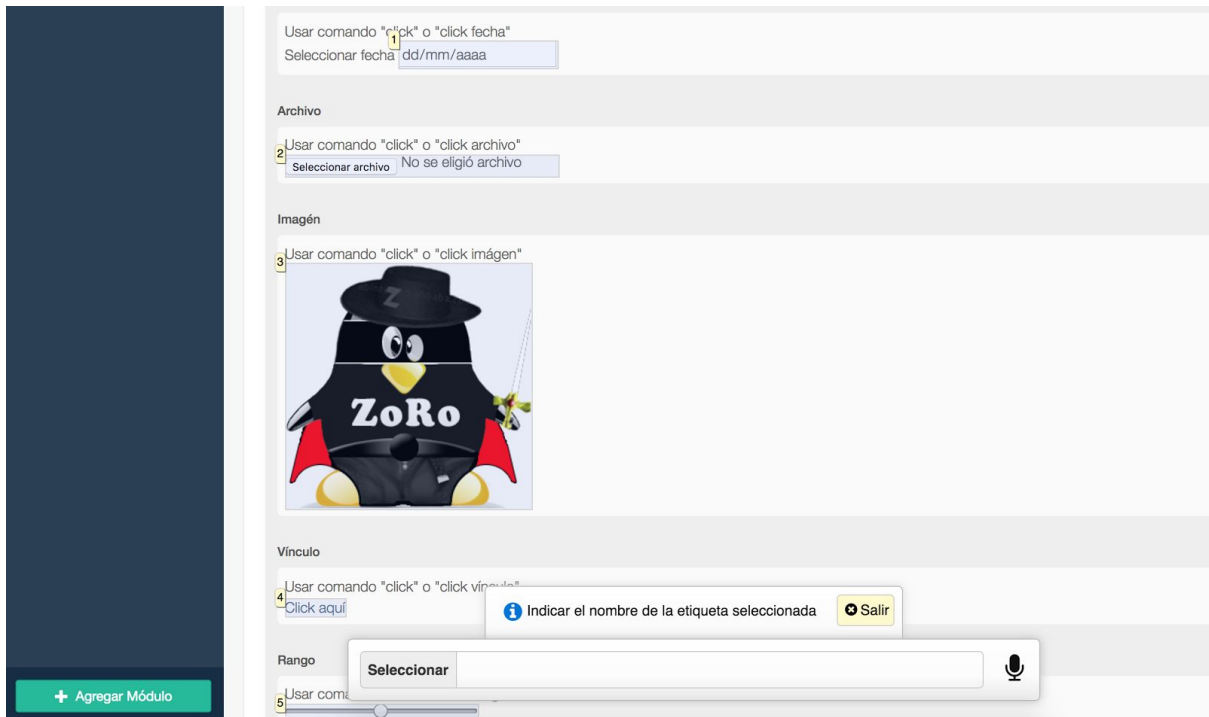 Usar comando "click" o "click fecha"
1
Seleccionar fecha dd/mm/aaaa
Archivo
Usar comando "click" o "click archivo"
2
Seleccionar archivo No se eligió archivo
Imagén
Usar comando "click" o "click imágen"
3
Z
ZoRo
Vínculo
Usar comando "click" o "click vínculo"
4
Click aquí
Indicar el nombre de la etiqueta seleccionada
Salir
Rango
Seleccionar
Agregar Módulo
Usar
5